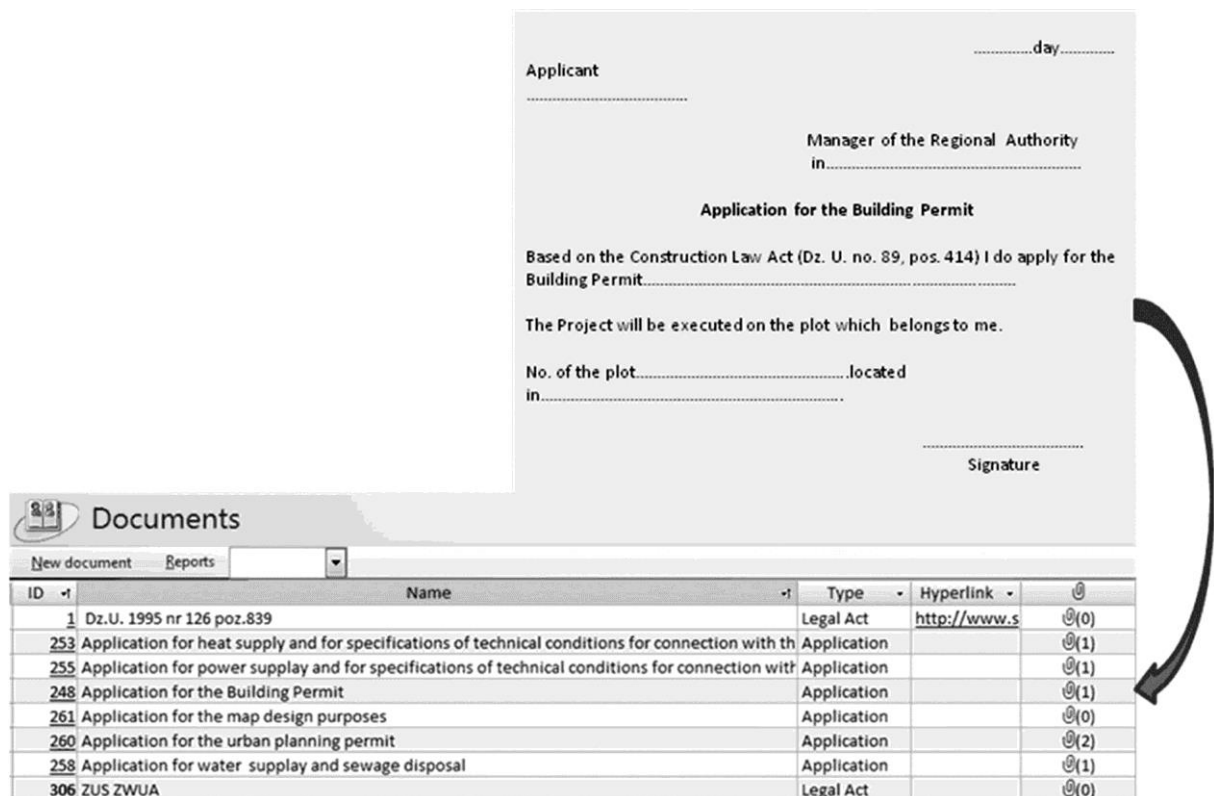 ..............day..............
Applicant
........................................
Manager of the Regional Authority
in................................................................
Application for the Building Permit
Based on the Construction Law Act (Dz. U. no. 89, pos. 414) I do apply for the
Building Permit............................................................................................
The Project will be executed on the plot which belongs to me.
No. of the plot.....................................................located
in...........................................................................
........................................
Signature
Documents
New document Reports
ID Name Type Hyperlink
1 Dz.U. 1995 nr 126 poz.839 Legal Act http://www.s (0)
253 Application for heat supply and for specifications of technical conditions for connection with th Application (1)
255 Application for power supplay and for specifications of technical conditions for connection with Application (1)
248 Application for the Building Permit Application (1)
261 Application for the map design purposes Application (0)
260 Application for the urban planning permit Application (2)
258 Application for water supplay and sewage disposal Application (1)
306 ZUS ZWUA Legal Act (0)